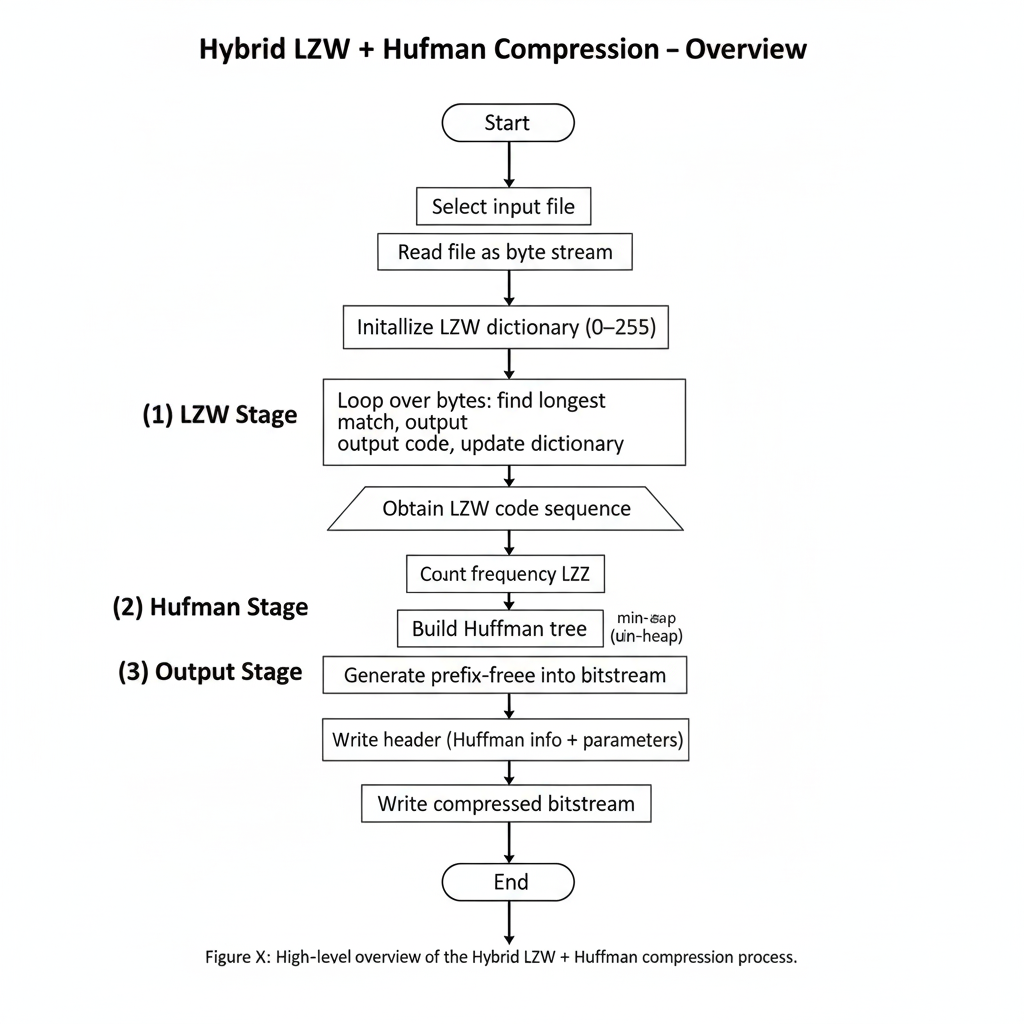 Hybrid LZW + Hufman Compression – Overview
Start
Select input file
Read file as byte stream
Initallize LZW dictionary (0–255)
(1) LZW Stage
Loop over bytes: find longest
match, output
output code, update dictionary
Obtain LZW code sequence
Count frequency LZZ
(2) Hufman Stage
Build Huffman tree
(3) Output Stage
Generate prefix-freee into bitstream
Write header (Huffman info + parameters)
Write compressed bitstream
End
Figure X: High-level overview of the Hybrid LZW + Huffman compression process.